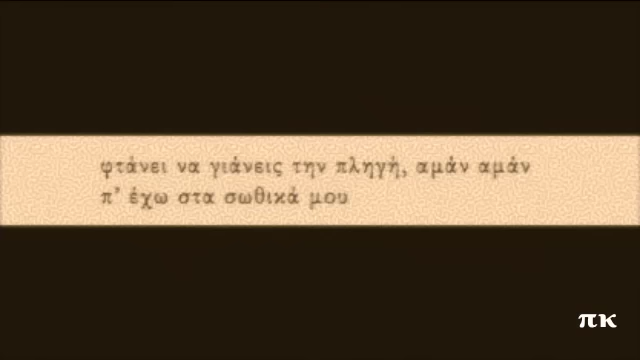 φτάνει να γιάνεις την πληγή, αμάν αμάν
π' έχω στα σωθικά μου
πκ